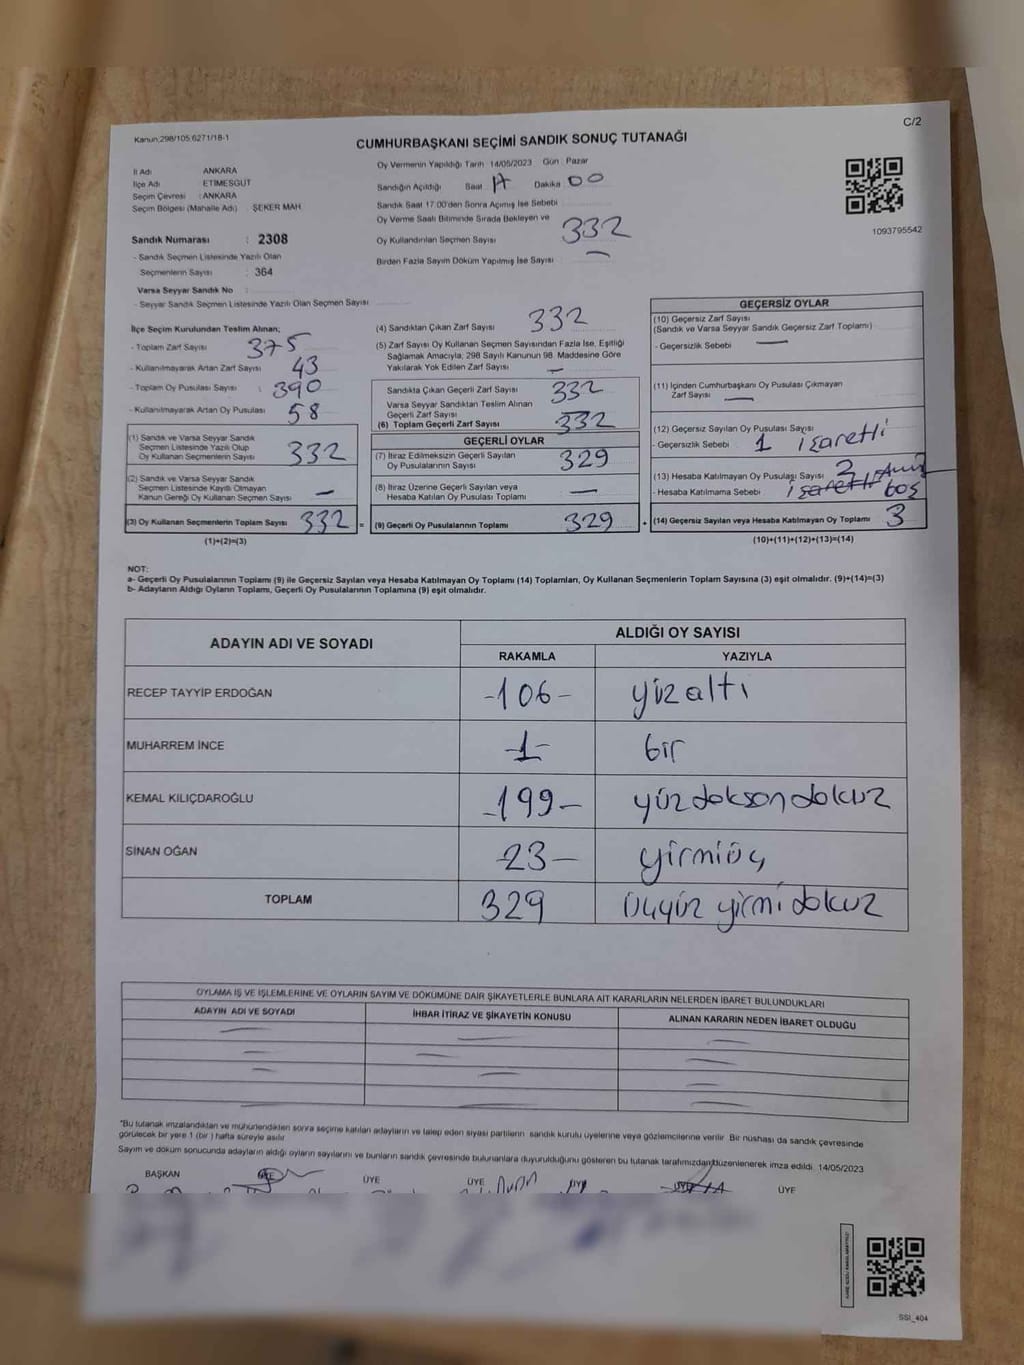 C/2
Kanun:298/105,6271/18-1
CUMHURBAŞKANI SEÇİMİ SANDIK SONUÇ TUTANAĞI
İl Adı ANKARA
İlçe Adı ETİMESGUT
Seçim Çevresi : ANKARA
Seçim Bölgesi (Mahalle Adı) : ŞEKER MAH.
Sandık Numarası : 2308
- Sandık Seçmen Listesinde Yazılı Olan
Seçmenlerin Sayısı : 364
Varsa Seyyar Sandık No :
- Seyyar Sandık Seçmen Listesinde Yazılı Olan Seçmen Sayısı
Oy Vermenin Yapıldığı Tarih 14/05/2023 Gün : Pazar
Sandığın Açıldığı Saat 17 Dakika 00
Sandık Saat 17.00'den Sonra Açımış İse Sebebi
Oy Verme Saati Bitiminde Sırada Bekleyen ve
Oy Kullandırılan Seçmen Sayısı 332
Birden Fazla Sayım Döküm Yapılmış İse Sayısı —
1093795542
İlçe Seçim Kurulundan Teslim Alınan;
- Toplam Zarf Sayısı 375
- Kullanılmayarak Artan Zarf Sayısı 43
- Toplam Oy Pusulası Sayısı : 390
- Kullanılmayarak Artan Oy Pusulası 58
(1) Sandık ve Varsa Seyyar Sandık
Seçmen Listesinde Yazılı Olup
Oy Kullanan Seçmenlerin Sayısı 332
(2) Sandık ve Varsa Seyyar Sandık
Seçmen Listesinde Kayıtlı Olmayan
Kanun Gereği Oy Kullanan Seçmen Sayısı —
(3) Oy Kullanan Seçmenlerin Toplam Sayısı 332 =
(1)+(2)=(3)
(4) Sandıktan Çıkan Zarf Sayısı 332
(5) Zarf Sayısı Oy Kullanan Seçmen Sayısından Fazla İse, Eşitliği
Sağlamak Amacıyla, 298 Sayılı Kanunun 98. Maddesine Göre
Yakılarak Yok Edilen Zarf Sayısı —
Sandıkta Çıkan Geçerli Zarf Sayısı 332
Varsa Seyyar Sandıktan Teslim Alınan
Geçerli Zarf Sayısı —
(6) Toplam Geçerli Zarf Sayısı 332
GEÇERLİ OYLAR
(7) İtiraz Edilmeksizin Geçerli Sayılan
Oy Pusulalarının Sayısı 329
(8) İtiraz Üzerine Geçerli Sayılan veya
Hesaba Katılan Oy Pusulası Toplamı —
(9) Geçerli Oy Pusulalarının Toplamı 329 +
GEÇERSİZ OYLAR
(10) Geçersiz Zarf Sayısı
(Sandık ve Varsa Seyyar Sandık Geçersiz Zarf Toplamı)
- Geçersizlik Sebebi —
(11) İçinden Cumhurbaşkanı Oy Pusulası Çıkmayan
Zarf Sayısı —
(12) Geçersiz Sayılan Oy Pusulası Sayısı
- Geçersizlik Sebebi 1 işaretli
(13) Hesaba Katılmayan Oy Pusulası Sayısı 2
- Hesaba Katılmama Sebebi işaretli boş
(14) Geçersiz Sayılan veya Hesaba Katılmayan Oy Toplamı 3
(10)+(11)+(12)+(13)=(14)
NOT:
a- Geçerli Oy Pusulalarının Toplamı (9) ile Geçersiz Sayılan veya Hesaba Katılmayan Oy Toplamı (14) Toplamları, Oy Kullanan Seçmenlerin Toplam Sayısına (3) eşit olmalıdır. (9)+(14)=(3)
b- Adayların Aldığı Oyların Toplamı, Geçerli Oy Pusulalarının Toplamına (9) eşit olmalıdır.
ADAYIN ADI VE SOYADI ALDIĞI OY SAYISI
RAKAMLA YAZIYLA
RECEP TAYYİP ERDOĞAN -106- yüz altı
MUHARREM İNCE -1- bir
KEMAL KILIÇDAROĞLU -199- yüzdoksandokuz
SİNAN OĞAN -23- yirmiüç
TOPLAM 329 üçyüz yirmidokuz
OYLAMA İŞ VE İŞLEMLERİNE VE OYLARIN SAYIM VE DÖKÜMÜNE DAİR ŞİKAYETLERLE BUNLARA AİT KARARLARIN NELERDEN İBARET BULUNDUKLARI
ADAYIN ADI VE SOYADI İHBAR İTİRAZ VE ŞİKAYETİN KONUSU ALINAN KARARIN NEDEN İBARET OLDUĞU
*Bu tutanak imzalandıktan ve mühürlendikten sonra seçime katılan adayların ve talep eden siyasi partilerin sandık kurulu üyelerine veya gözlemcilerine verilir. Bir nüshası da sandık çevresinde
görülecek bir yere 1 (bir ) hafta süreyle asılır.
Sayım ve döküm sonucunda adayların aldığı oyların sayılarını ve bunların sandık çevresinde bulunanlara duyurulduğunu gösteren bu tutanak tarafımızdan düzenlenerek imza edildi. 14/05/2023
BAŞKAN ÜYE ÜYE ÜYE ÜYE ÜYE ÜYE
SSI_404